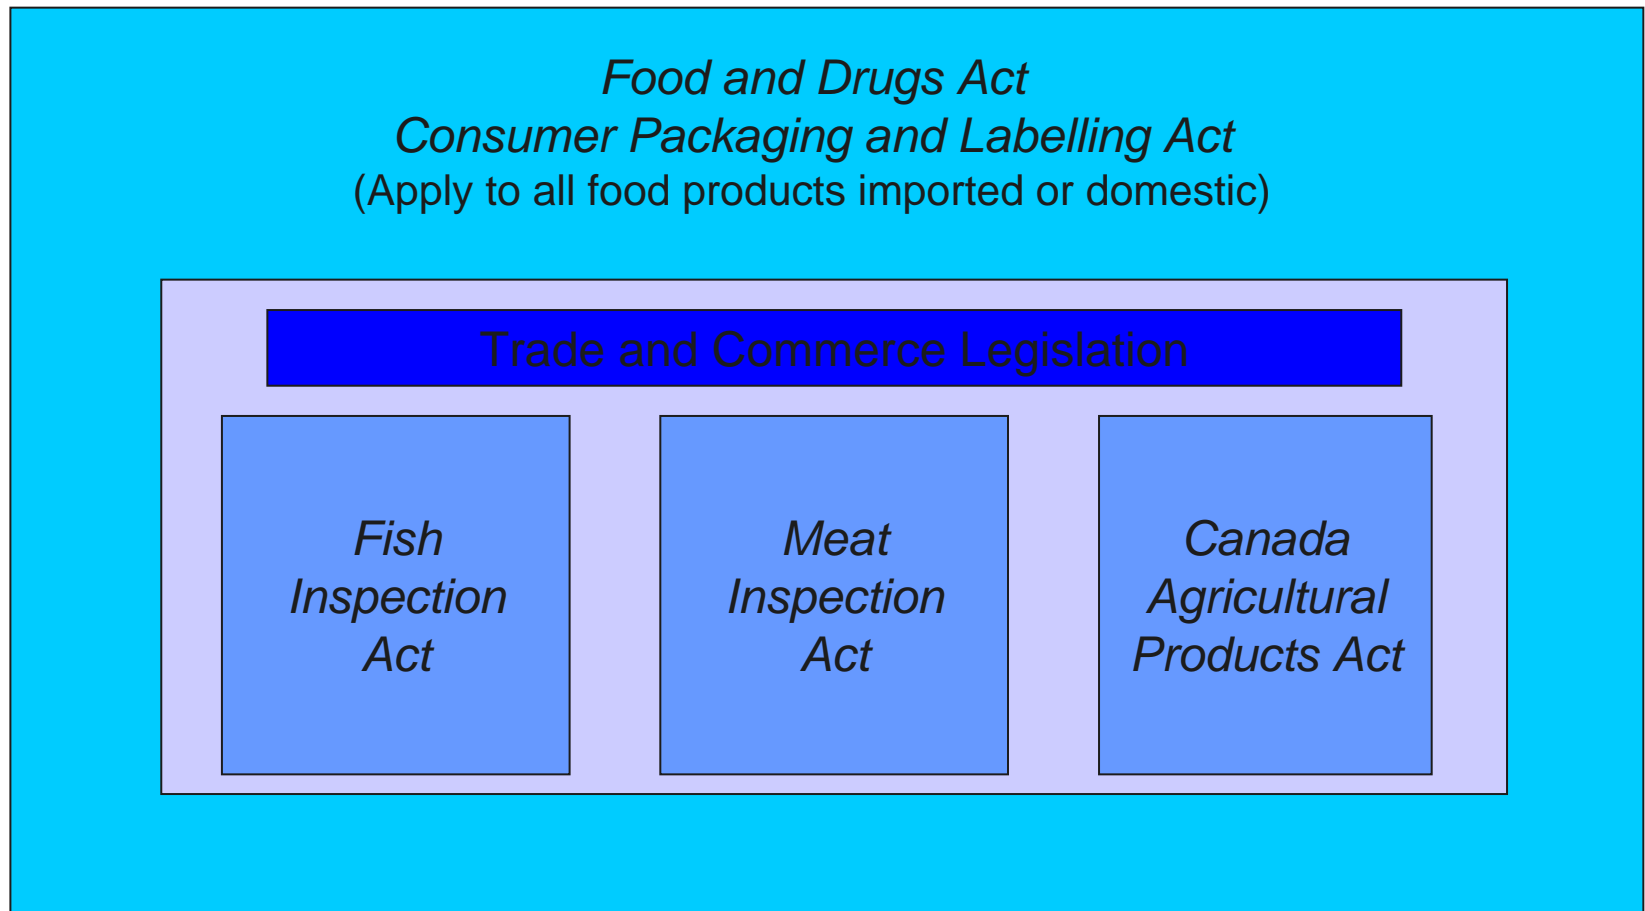 Food and Drugs Act
Consumer Packaging and Labelling Act
(Apply to all food products imported or domestic)
Trade and Commerce Legislation
Fish
Inspection
Act
Meat
Inspection
Act
Canada
Agricultural
Products Act